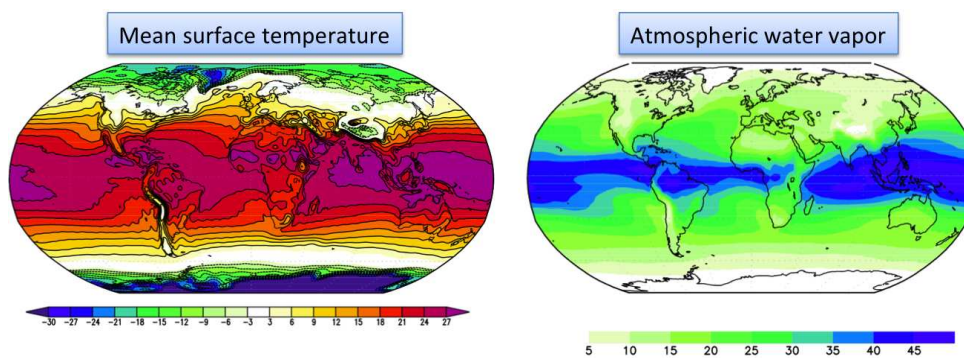 Mean surface temperature
Atmospheric water vapor
-30 -27 -24 -21 -18 -15 -12 -9 -6 -3 3 6 9 12 15 18 21 24 27
5 10 15 20 25 30 35 40 45